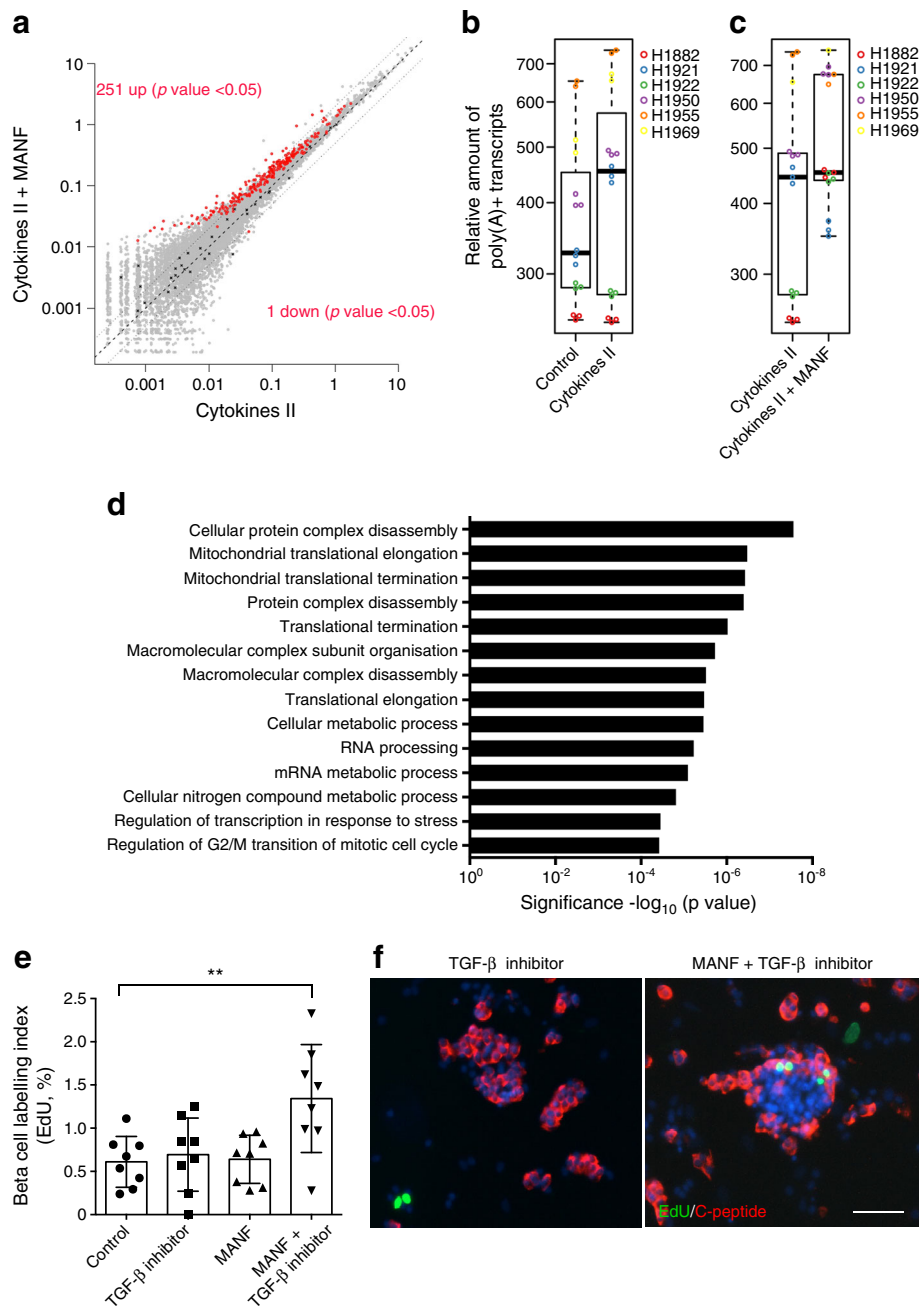 a
251 up (p value <0.05)
1 down (p value <0.05)
Cytokines II + MANF
10
1
0.1
0.01
0.001
0.001
0.01
0.1
1
10
Cytokines II
b
Relative amount of
poly(A)+ transcripts
700
600
500
400
300
Control
Cytokines II
H1882
H1921
H1922
H1950
H1955
H1969
c
700
600
500
400
300
Cytokines II
Cytokines II + MANF
H1882
H1921
H1922
H1950
H1955
H1969
d
Cellular protein complex disassembly
Mitochondrial translational elongation
Mitochondrial translational termination
Protein complex disassembly
Translational termination
Macromolecular complex subunit organisation
Macromolecular complex disassembly
Translational elongation
Cellular metabolic process
RNA processing
mRNA metabolic process
Cellular nitrogen compound metabolic process
Regulation of transcription in response to stress
Regulation of G2/M transition of mitotic cell cycle
10⁰ 10⁻² 10⁻⁴ 10⁻⁶ 10⁻⁸
Significance -log₁₀ (p value)
e
Beta cell labelling index
(EdU, %)
2.5
2.0
1.5
1.0
0.5
0
**
Control
TGF-β inhibitor
MANF
MANF +
TGF-β inhibitor
f
TGF-β inhibitor
MANF + TGF-β inhibitor
EdU/C-peptide